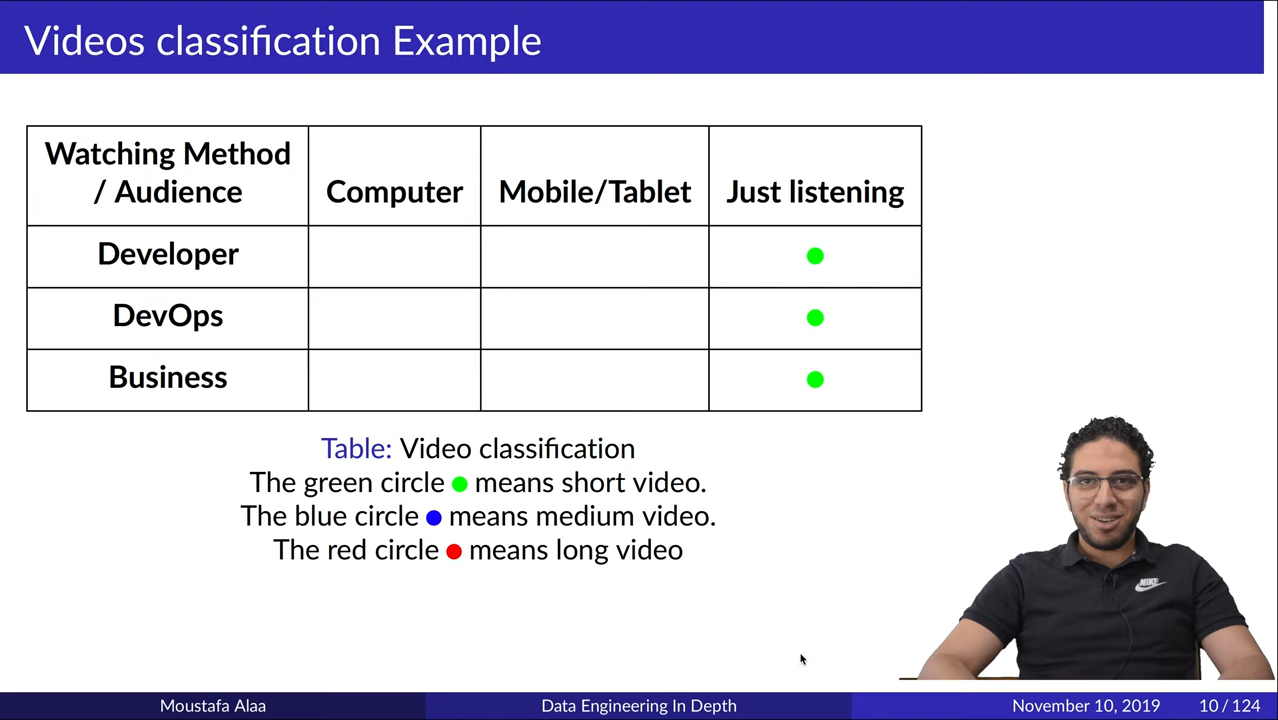 Videos classification Example
Watching Method
/ Audience
Computer
Mobile/Tablet
Just listening
Developer
DevOps
Business
Table: Video classification
The green circle means short video.
The blue circle means medium video.
The red circle means long video
NIKE
Moustafa Alaa
Data Engineering In Depth
November 10, 2019
10 / 124